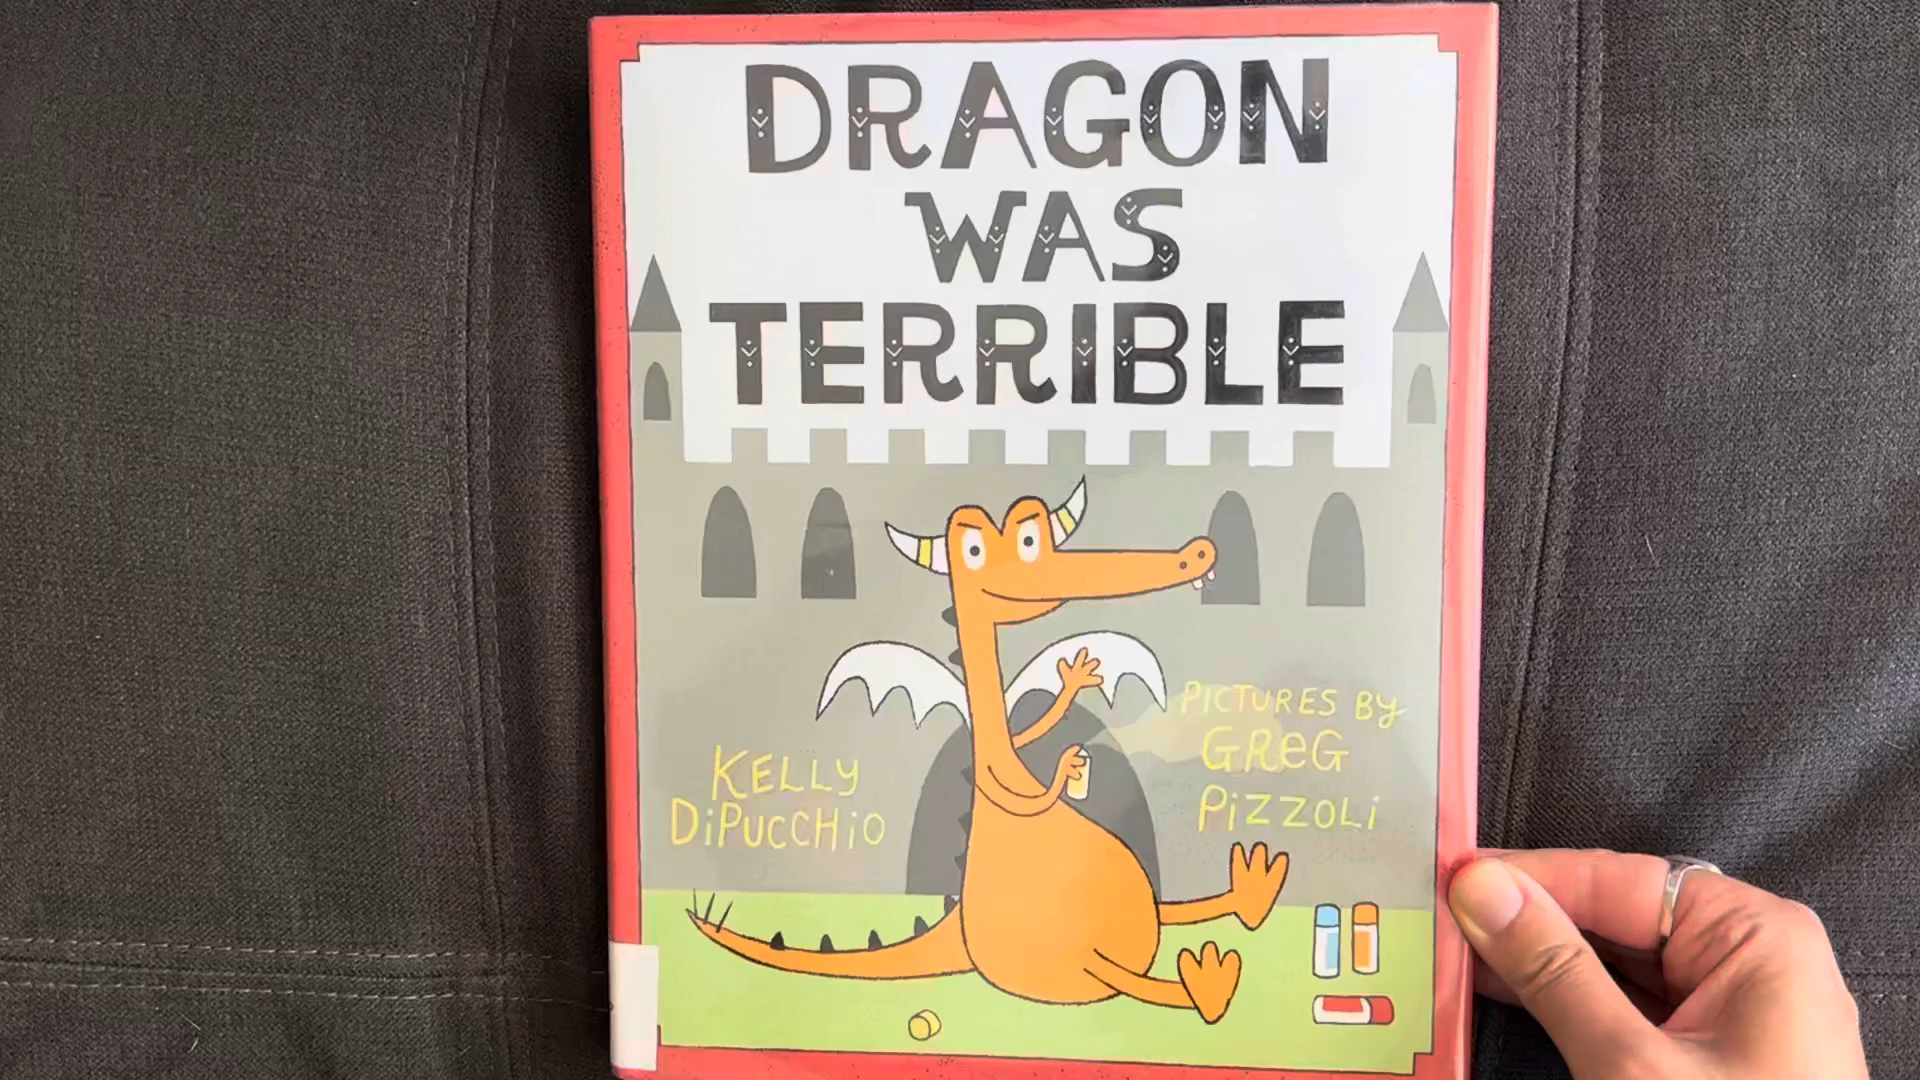 DRAGON
WAS
TERRIBLE
KELLY
DiPUCCHiO
PICTURES BY
GReG
PiZZOLi